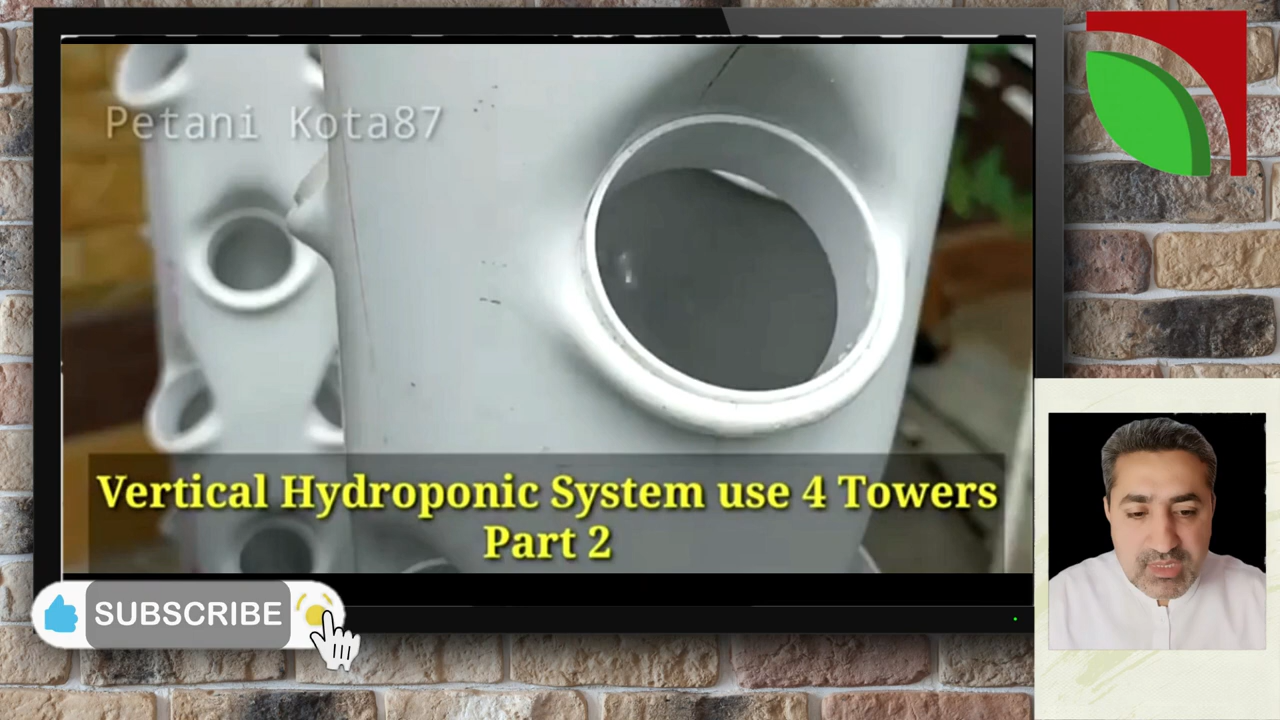 Petani Kota87
Vertical Hydroponic System use 4 Towers
Part 2
SUBSCRIBE